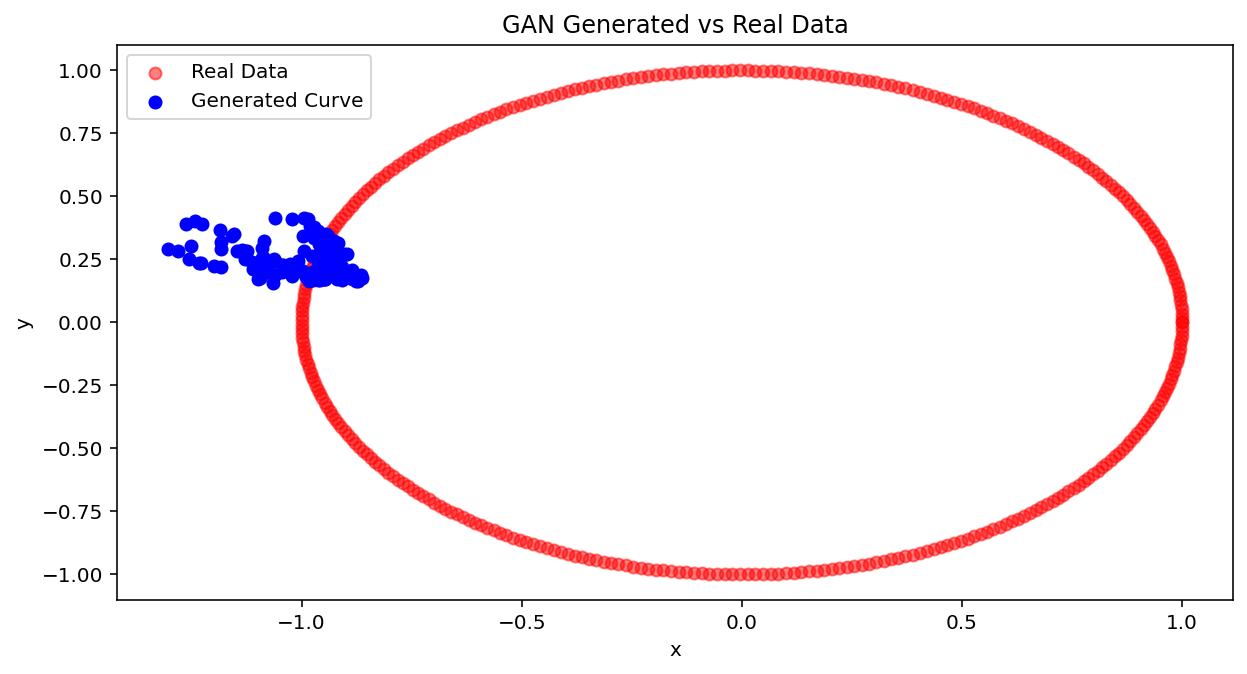 GAN Generated vs Real Data
Real Data
Generated Curve
1.00
0.75
0.50
0.25
0.00
−0.25
−0.50
−0.75
−1.00
y
−1.0 −0.5 0.0 0.5 1.0
x